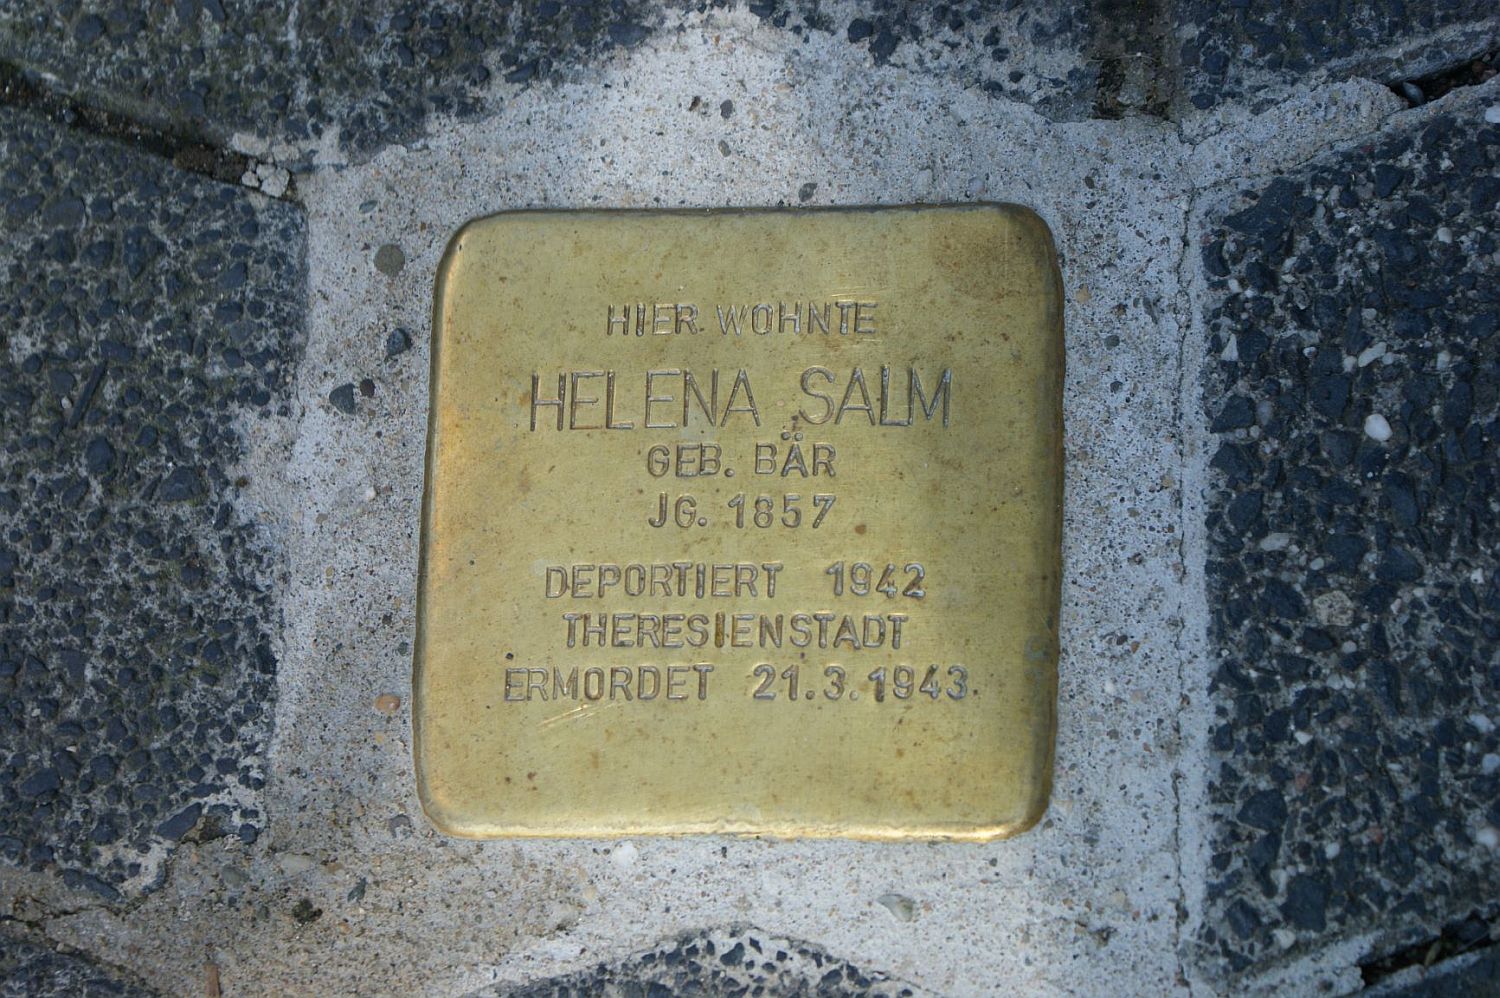 HIER WOHNTE
HELENA SALM
GEB. BÄR
JG. 1857
DEPORTIERT 1942
THERESIENSTADT
ERMORDET 21.3.1943